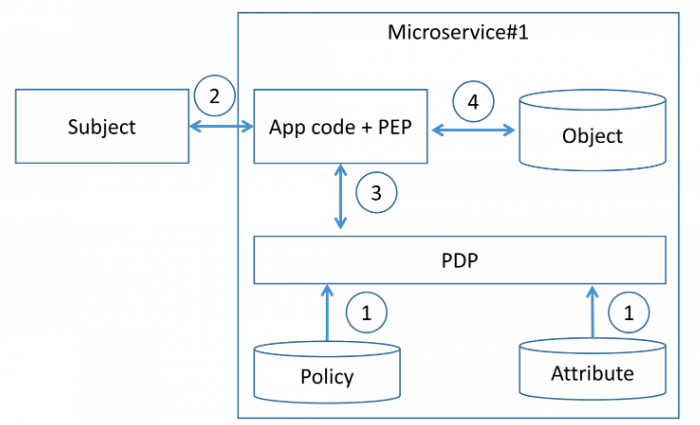 Microservice#1
2
4
Subject
App code + PEP
Object
3
PDP
1
1
Policy
Attribute